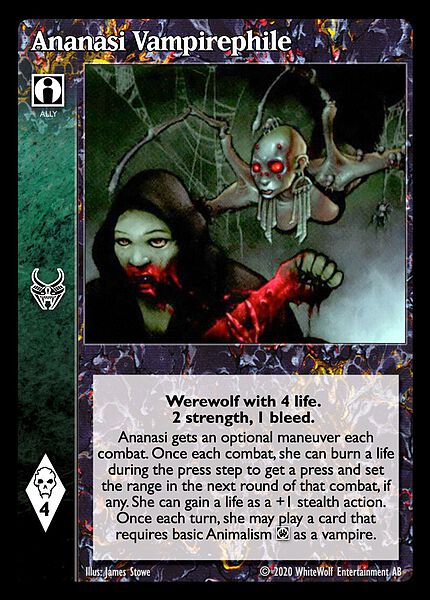 Ananasi Vampirephile
ALLY
Werewolf with 4 life.
2 strength, 1 bleed.
Ananasi gets an optional maneuver each
combat. Once each combat, she can burn a life
during the press step to get a press and set
the range in the next round of that combat, if
any. She can gain a life as a +1 stealth action.
Once each turn, she may play a card that
requires basic Animalism as a vampire.
4
Illus: James Stowe
© 2020 WhiteWolf Entertainment AB